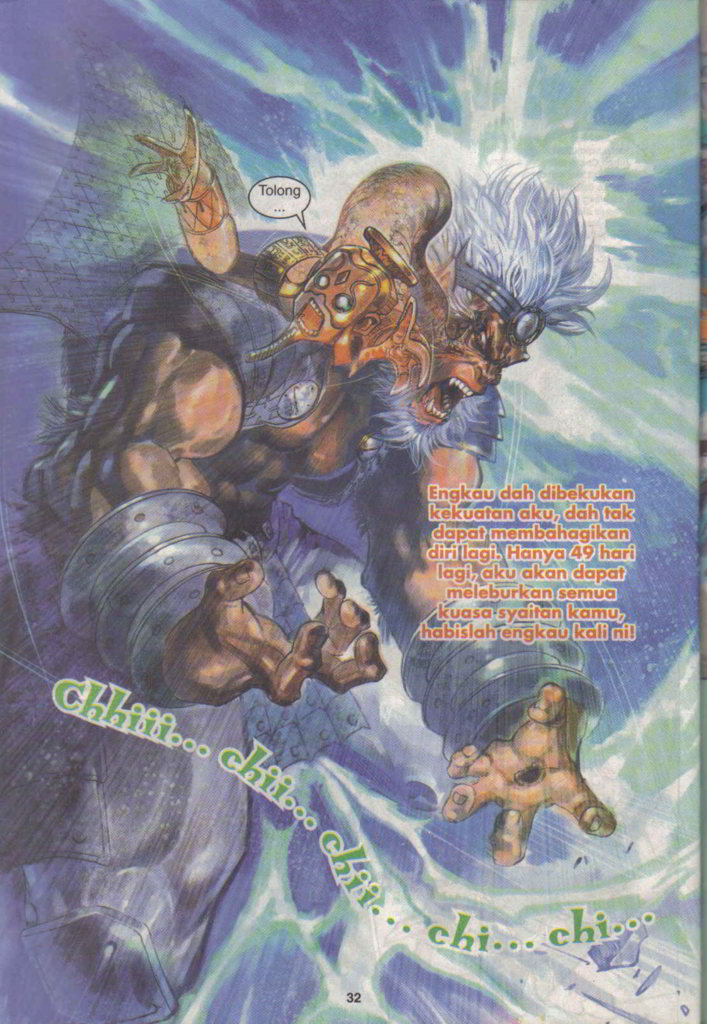 Tolong
...
Engkau dah dibekukan
kekuatan aku, dah tak
dapat membahagikan
diri lagi. Hanya 49 hari
lagi, aku akan dapat
meleburkan semua
kuasa syaitan kamu,
habislah engkau kali ni!
Chhiii... chii... chii... chi... chi...
32